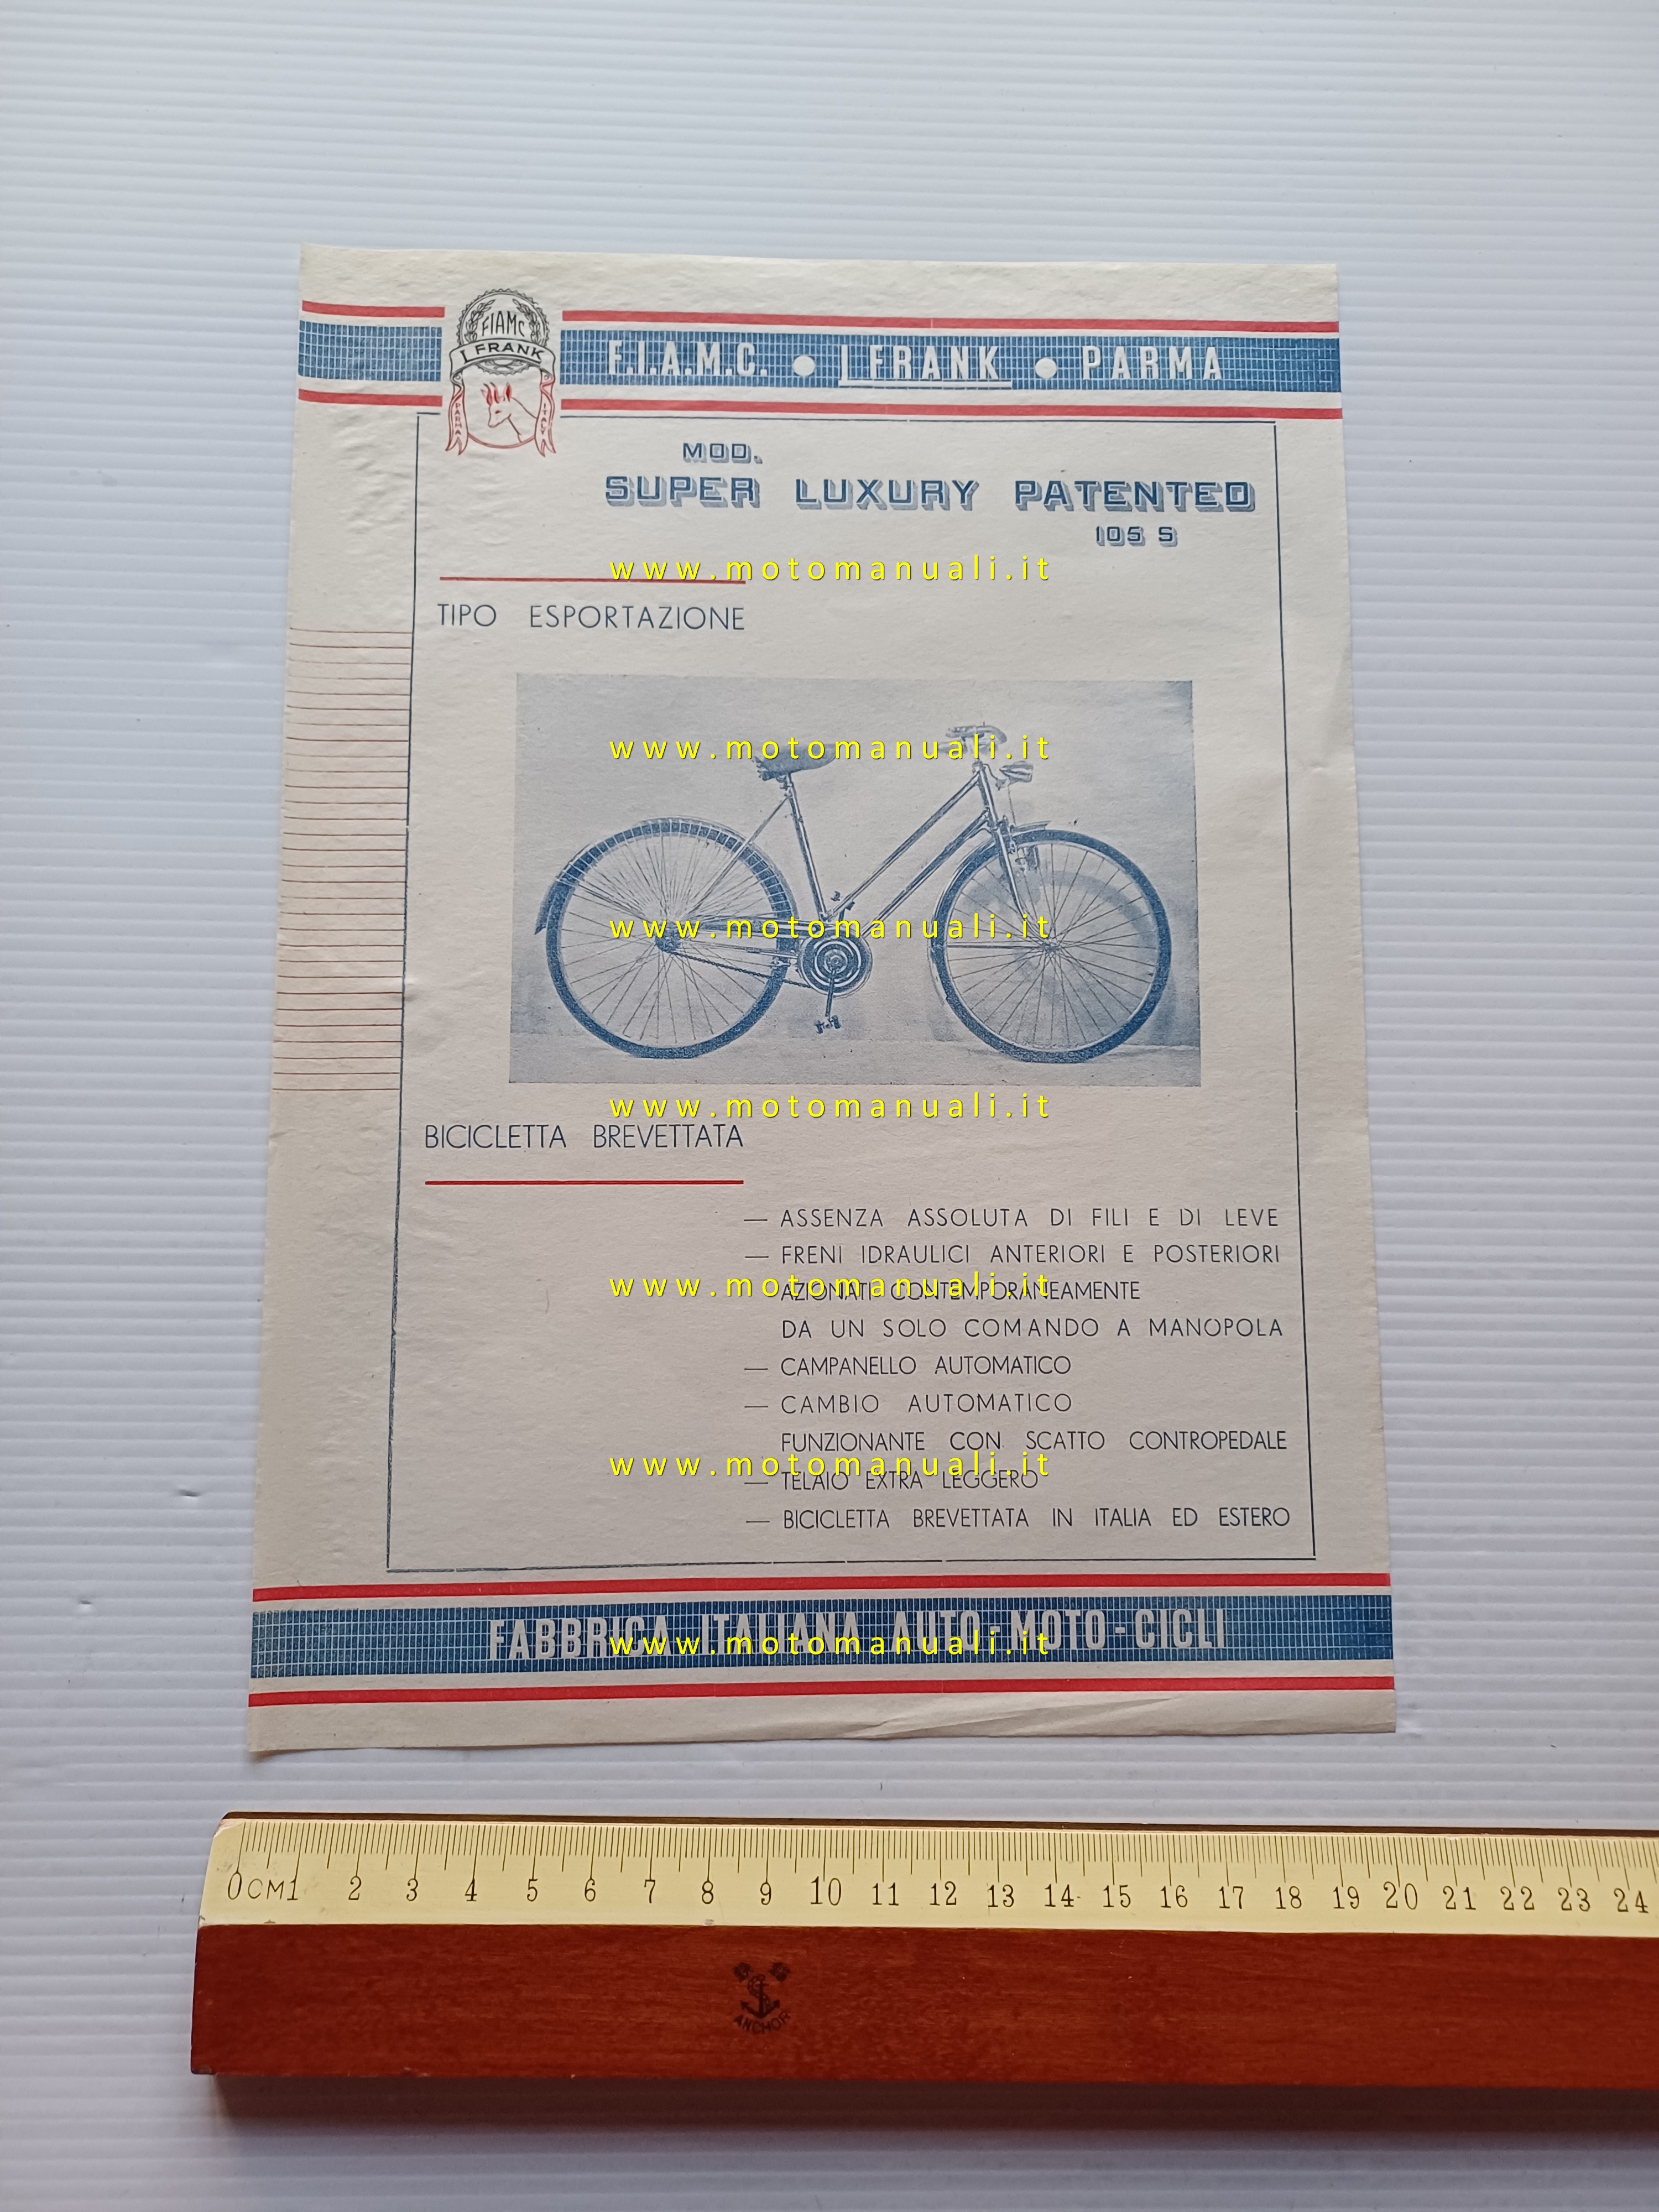 FIAMC
J FRANK
PARMA ITALY
F.I.A.M.C. ● J FRANK ● PARMA
MOD.
SUPER LUXURY PATENTED
105 S
www.motomanuali.it
TIPO ESPORTAZIONE
www.motomanuali.it
www.motomanuali.it
www.motomanuali.it
BICICLETTA BREVETTATA
— ASSENZA ASSOLUTA DI FILI E DI LEVE
— FRENI IDRAULICI ANTERIORI E POSTERIORI
www.motomanuali.it
AZIONATI CONTEMPORANEAMENTE
DA UN SOLO COMANDO A MANOPOLA
— CAMPANELLO AUTOMATICO
— CAMBIO AUTOMATICO
FUNZIONANTE CON SCATTO CONTROPEDALE
www.motomanuali.it
— TELAIO EXTRA LEGGERO
— BICICLETTA BREVETTATA IN ITALIA ED ESTERO
FABBRICA ITALIANA AUTO-MOTO-CICLI
www.motomanuali.it
0CM1 2 3 4 5 6 7 8 9 10 11 12 13 14 15 16 17 18 19 20 21 22 23 24
ANCHOR